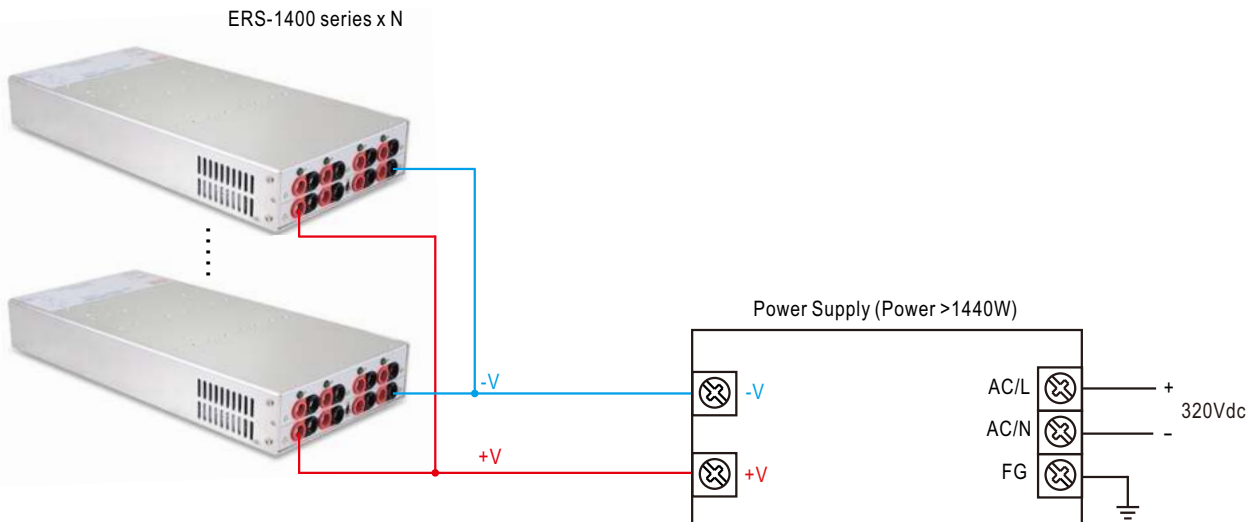 ERS-1400 series x N
Power Supply (Power >1440W)
-V
-V
AC/L
+
320Vdc
AC/N
-
+V
+V
FG